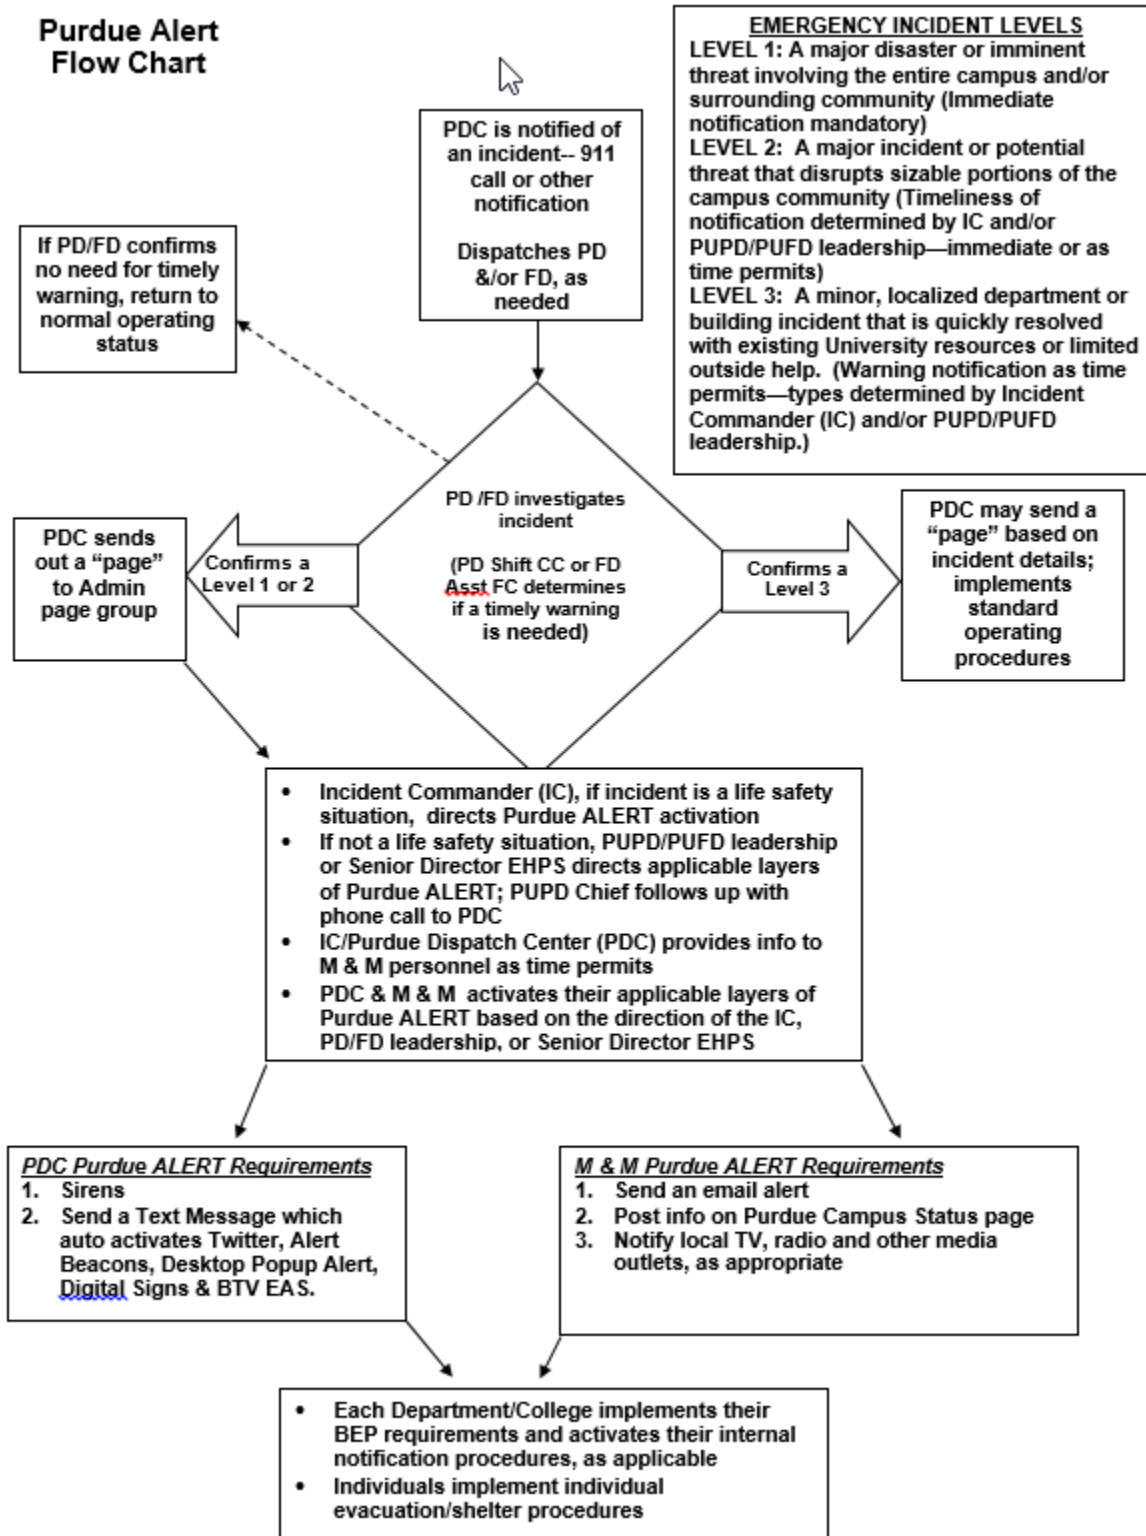 Purdue Alert
Flow Chart
EMERGENCY INCIDENT LEVELS
LEVEL 1: A major disaster or imminent
threat involving the entire campus and/or
surrounding community (Immediate
notification mandatory)
LEVEL 2:  A major incident or potential
threat that disrupts sizable portions of the
campus community (Timeliness of
notification determined by IC and/or
PUPD/PUFD leadership—immediate or as
time permits)
LEVEL 3:  A minor, localized department or
building incident that is quickly resolved
with existing University resources or limited
outside help.  (Warning notification as time
permits—types determined by Incident
Commander (IC) and/or PUPD/PUFD
leadership.)
PDC is notified of
an incident-- 911
call or other
notification
Dispatches PD
&/or FD, as
needed
If PD/FD confirms
no need for timely
warning, return to
normal operating
status
PD /FD investigates
incident
(PD Shift CC or FD
Asst FC determines
if a timely warning
is needed)
Confirms a
Level 1 or 2
PDC sends
out a “page”
to Admin
page group
Confirms a
Level 3
PDC may send a
“page” based on
incident details;
implements
standard
operating
procedures
• Incident Commander (IC), if incident is a life safety
situation,  directs Purdue ALERT activation
• If not a life safety situation, PUPD/PUFD leadership
or Senior Director EHPS directs applicable layers
of Purdue ALERT; PUPD Chief follows up with
phone call to PDC
• IC/Purdue Dispatch Center (PDC) provides info to
M & M personnel as time permits
• PDC & M & M  activates their applicable layers of
Purdue ALERT based on the direction of the IC,
PD/FD leadership, or Senior Director EHPS
PDC Purdue ALERT Requirements
1. Sirens
2. Send a Text Message which
auto activates Twitter, Alert
Beacons, Desktop Popup Alert,
Digital Signs & BTV EAS.
M & M Purdue ALERT Requirements
1. Send an email alert
2. Post info on Purdue Campus Status page
3. Notify local TV, radio and other media
outlets, as appropriate
• Each Department/College implements their
BEP requirements and activates their internal
notification procedures, as applicable
• Individuals implement individual
evacuation/shelter procedures